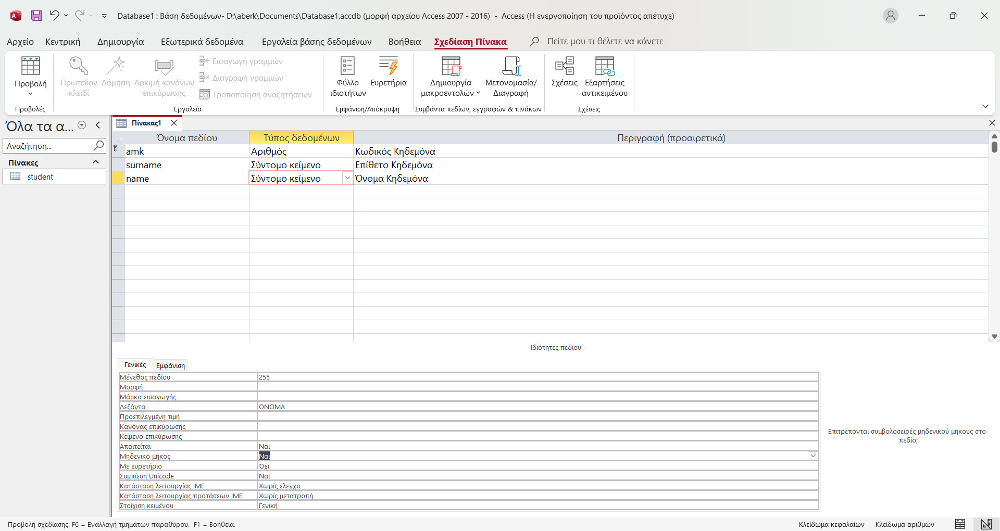 Database1 : Βάση δεδομένων- D:\aberk\Documents\Database1.accdb (μορφή αρχείου Access 2007 - 2016) - Access (Η ενεργοποίηση του προϊόντος απέτυχε)
Αρχείο Κεντρική Δημιουργία Εξωτερικά δεδομένα Εργαλεία βάσης δεδομένων Βοήθεια Σχεδίαση Πίνακα Πείτε μου τι θέλετε να κάνετε
Προβολή
Προβολές
Πρωτεύον κλειδί
Δόμηση
Δοκιμή κανόνων επικύρωσης
Εισαγωγή γραμμών
Διαγραφή γραμμών
Τροποποίηση αναζητήσεων
Εργαλεία
Φύλλο ιδιοτήτων
Ευρετήρια
Εμφάνιση/Απόκρυψη
Δημιουργία μακροεντολών
Μετονομασία/ Διαγραφή
Συμβάντα πεδίων, εγγραφών & πινάκων
Σχέσεις
Εξαρτήσεις αντικειμένου
Σχέσεις
Όλα τα α...
Αναζήτηση...
Πίνακες
student
Πίνακας1
Όνομα πεδίου Τύπος δεδομένων Περιγραφή (προαιρετικά)
amk Αριθμός Κωδικός Κηδεμόνα
surname Σύντομο κείμενο Επίθετο Κηδεμόνα
name Σύντομο κείμενο Όνομα Κηδεμόνα
Ιδιότητες πεδίου
Γενικές Εμφάνιση
Μέγεθος πεδίου 255
Μορφή
Μάσκα εισαγωγής
Λεζάντα ΟΝΟΜΑ
Προεπιλεγμένη τιμή
Κανόνας επικύρωσης
Κείμενο επικύρωσης
Απαιτείται Ναι
Μηδενικό μήκος Ναι
Με ευρετήριο Όχι
Συμπίεση Unicode Ναι
Κατάσταση λειτουργίας IME Χωρίς έλεγχο
Κατάσταση λειτουργίας προτάσεων IME Χωρίς μετατροπή
Στοίχιση κειμένου Γενική
Επιτρέπονται συμβολοσειρές μηδενικού μήκους στο
πεδίο;
Προβολή σχεδίασης. F6 = Εναλλαγή τμημάτων παραθύρου. F1 = Βοήθεια.
Κλείδωμα κεφαλαίων Κλείδωμα αριθμών